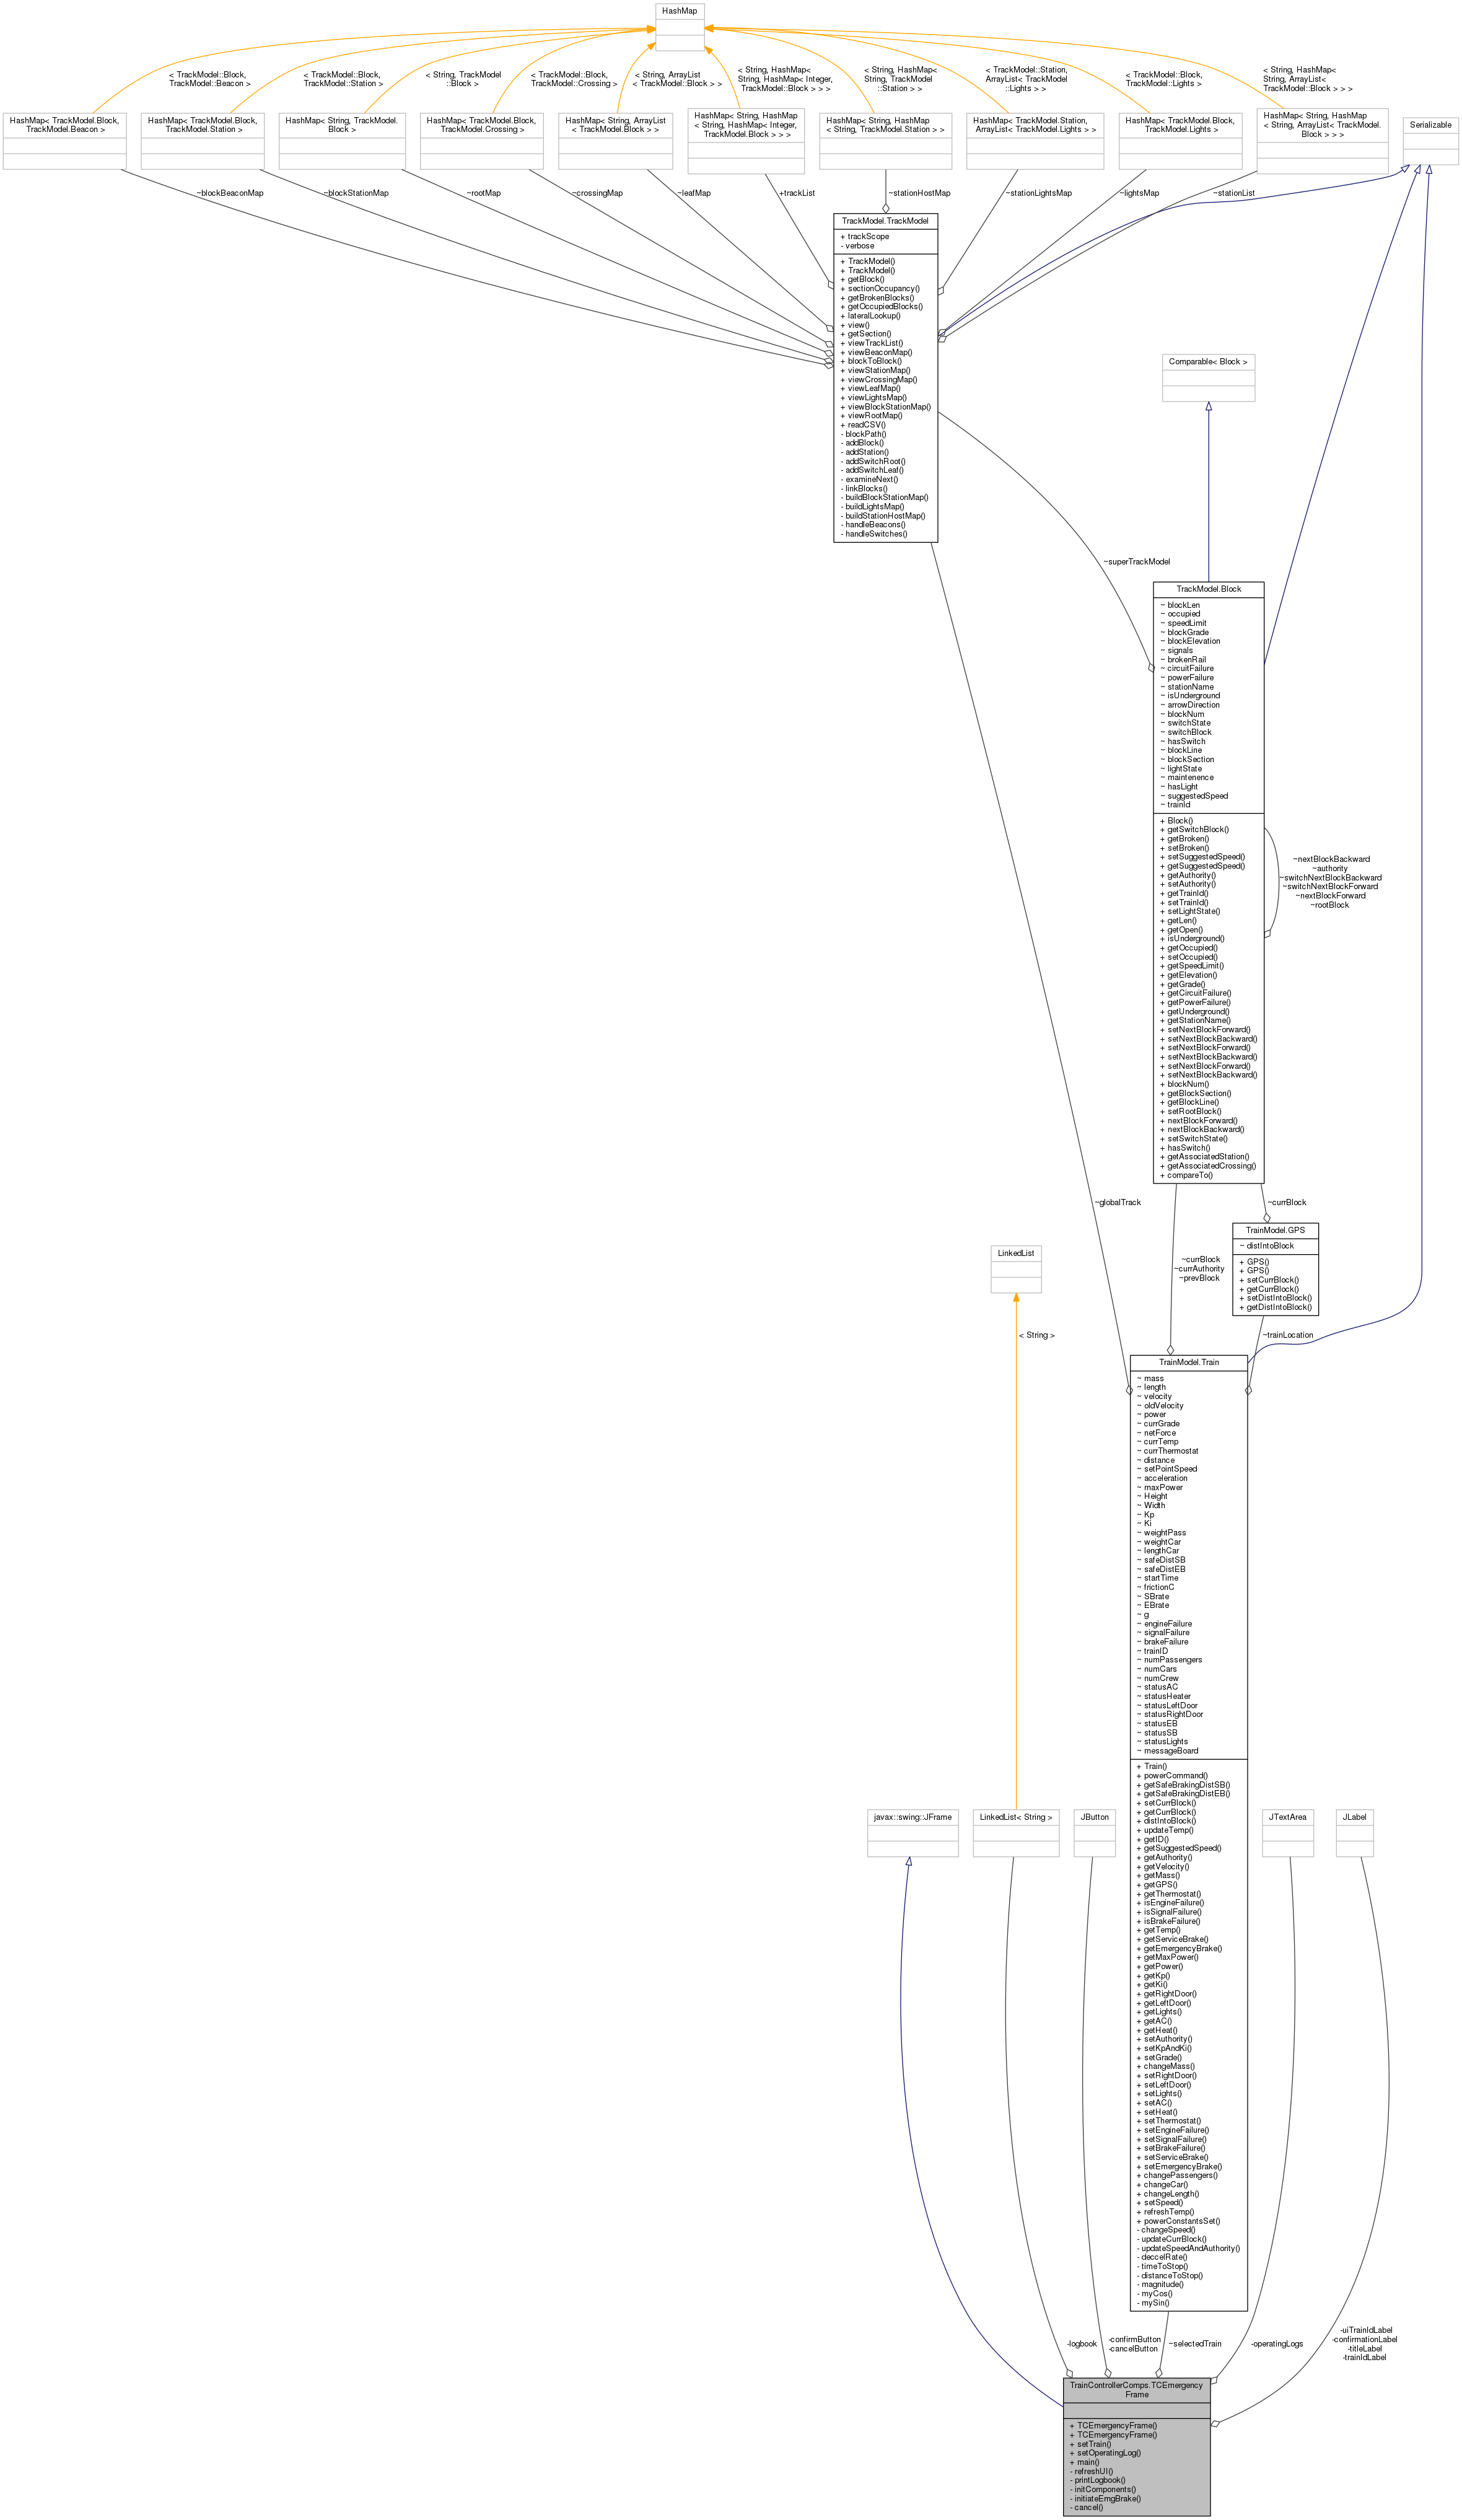 HashMap
< TrackModel::Block,
TrackModel::Beacon >
< TrackModel::Block,
TrackModel::Station >
< String, TrackModel
::Block >
< TrackModel::Block,
TrackModel::Crossing >
< String, ArrayList
< TrackModel::Block > >
< String, HashMap<
String, HashMap< Integer,
TrackModel::Block > > >
< String, HashMap<
String, TrackModel
::Station > >
< TrackModel::Station,
ArrayList< TrackModel
::Lights > >
< TrackModel::Block,
TrackModel::Lights >
< String, HashMap<
String, ArrayList<
TrackModel::Block > > >
HashMap< TrackModel.Block,
TrackModel.Beacon >
HashMap< TrackModel.Block,
TrackModel.Station >
HashMap< String, TrackModel.
Block >
HashMap< TrackModel.Block,
TrackModel.Crossing >
HashMap< String, ArrayList
< TrackModel.Block > >
HashMap< String, HashMap
< String, HashMap< Integer,
TrackModel.Block > > >
HashMap< String, HashMap
< String, TrackModel.Station > >
HashMap< TrackModel.Station,
ArrayList< TrackModel.Lights > >
HashMap< TrackModel.Block,
TrackModel.Lights >
HashMap< String, HashMap
< String, ArrayList< TrackModel.
Block > > >
Serializable
~blockBeaconMap
~blockStationMap
~rootMap
~crossingMap
~leafMap
+trackList
~stationHostMap
~stationLightsMap
~lightsMap
~stationList
TrackModel.TrackModel
+ trackScope
- verbose
+ TrackModel()
+ TrackModel()
+ getBlock()
+ sectionOccupancy()
+ getBrokenBlocks()
+ getOccupiedBlocks()
+ lateralLookup()
+ view()
+ getSection()
+ viewTrackList()
+ viewBeaconMap()
+ blockToBlock()
+ viewStationMap()
+ viewCrossingMap()
+ viewLeafMap()
+ viewLightsMap()
+ viewBlockStationMap()
+ viewRootMap()
+ readCSV()
- blockPath()
- addBlock()
- addStation()
- addSwitchRoot()
- addSwitchLeaf()
- examineNext()
- linkBlocks()
- buildBlockStationMap()
- buildLightsMap()
- buildStationHostMap()
- handleBeacons()
- handleSwitches()
Comparable< Block >
~superTrackModel
TrackModel.Block
~ blockLen
~ occupied
~ speedLimit
~ blockGrade
~ blockElevation
~ signals
~ brokenRail
~ circuitFailure
~ powerFailure
~ stationName
~ isUnderground
~ arrowDirection
~ blockNum
~ switchState
~ switchBlock
~ hasSwitch
~ blockLine
~ blockSection
~ lightState
~ maintenence
~ hasLight
~ suggestedSpeed
~ trainId
+ Block()
+ getSwitchBlock()
+ getBroken()
+ setBroken()
+ setSuggestedSpeed()
+ getSuggestedSpeed()
+ getAuthority()
+ setAuthority()
+ getTrainId()
+ setTrainId()
+ setLightState()
+ getLen()
+ getOpen()
+ isUnderground()
+ getOccupied()
+ setOccupied()
+ getSpeedLimit()
+ getElevation()
+ getGrade()
+ getCircuitFailure()
+ getPowerFailure()
+ getUnderground()
+ getStationName()
+ setNextBlockForward()
+ setNextBlockBackward()
+ setNextBlockForward()
+ setNextBlockBackward()
+ setNextBlockForward()
+ setNextBlockBackward()
+ blockNum()
+ getBlockSection()
+ getBlockLine()
+ setRootBlock()
+ nextBlockForward()
+ nextBlockBackward()
+ setSwitchState()
+ hasSwitch()
+ getAssociatedStation()
+ getAssociatedCrossing()
+ compareTo()
~nextBlockBackward
~authority
~switchNextBlockBackward
~switchNextBlockForward
~nextBlockForward
~rootBlock
~globalTrack
~currBlock
TrainModel.GPS
~ distIntoBlock
+ GPS()
+ GPS()
+ setCurrBlock()
+ getCurrBlock()
+ setDistIntoBlock()
+ getDistIntoBlock()
~currBlock
~currAuthority
~prevBlock
LinkedList
< String >
~trainLocation
TrainModel.Train
~ mass
~ length
~ velocity
~ oldVelocity
~ power
~ currGrade
~ netForce
~ currTemp
~ currThermostat
~ distance
~ setPointSpeed
~ acceleration
~ maxPower
~ Height
~ Width
~ Kp
~ Ki
~ weightPass
~ weightCar
~ lengthCar
~ safeDistSB
~ safeDistEB
~ startTime
~ frictionC
~ SBrate
~ EBrate
~ g
~ engineFailure
~ signalFailure
~ brakeFailure
~ trainID
~ numPassengers
~ numCars
~ numCrew
~ statusAC
~ statusHeater
~ statusLeftDoor
~ statusRightDoor
~ statusEB
~ statusSB
~ statusLights
~ messageBoard
+ Train()
+ powerCommand()
+ getSafeBrakingDistSB()
+ getSafeBrakingDistEB()
+ setCurrBlock()
+ getCurrBlock()
+ distIntoBlock()
+ updateTemp()
+ getID()
+ getSuggestedSpeed()
+ getAuthority()
+ getVelocity()
+ getMass()
+ getGPS()
+ getThermostat()
+ isEngineFailure()
+ isSignalFailure()
+ isBrakeFailure()
+ getTemp()
+ getServiceBrake()
+ getEmergencyBrake()
+ getMaxPower()
+ getPower()
+ getKp()
+ getKi()
+ getRightDoor()
+ getLeftDoor()
+ getLights()
+ getAC()
+ getHeat()
+ setAuthority()
+ setKpAndKi()
+ setGrade()
+ changeMass()
+ setRightDoor()
+ setLeftDoor()
+ setLights()
+ setAC()
+ setHeat()
+ setThermostat()
+ setEngineFailure()
+ setSignalFailure()
+ setBrakeFailure()
+ setServiceBrake()
+ setEmergencyBrake()
+ changePassengers()
+ changeCar()
+ changeLength()
+ setSpeed()
+ refreshTemp()
+ powerConstantsSet()
- changeSpeed()
- updateCurrBlock()
- updateSpeedAndAuthority()
- deccelRate()
- timeToStop()
- distanceToStop()
- magnitude()
- myCos()
- mySin()
javax::swing::JFrame
LinkedList< String >
JButton
JTextArea
JLabel
-logbook
-confirmButton
-cancelButton
~selectedTrain
-operatingLogs
-uiTrainIdLabel
-confirmationLabel
-titleLabel
-trainIdLabel
TrainControllerComps.TCEmergency
Frame
+ TCEmergencyFrame()
+ TCEmergencyFrame()
+ setTrain()
+ setOperatingLog()
+ main()
- refreshUI()
- printLogbook()
- initComponents()
- initiateEmgBrake()
- cancel()